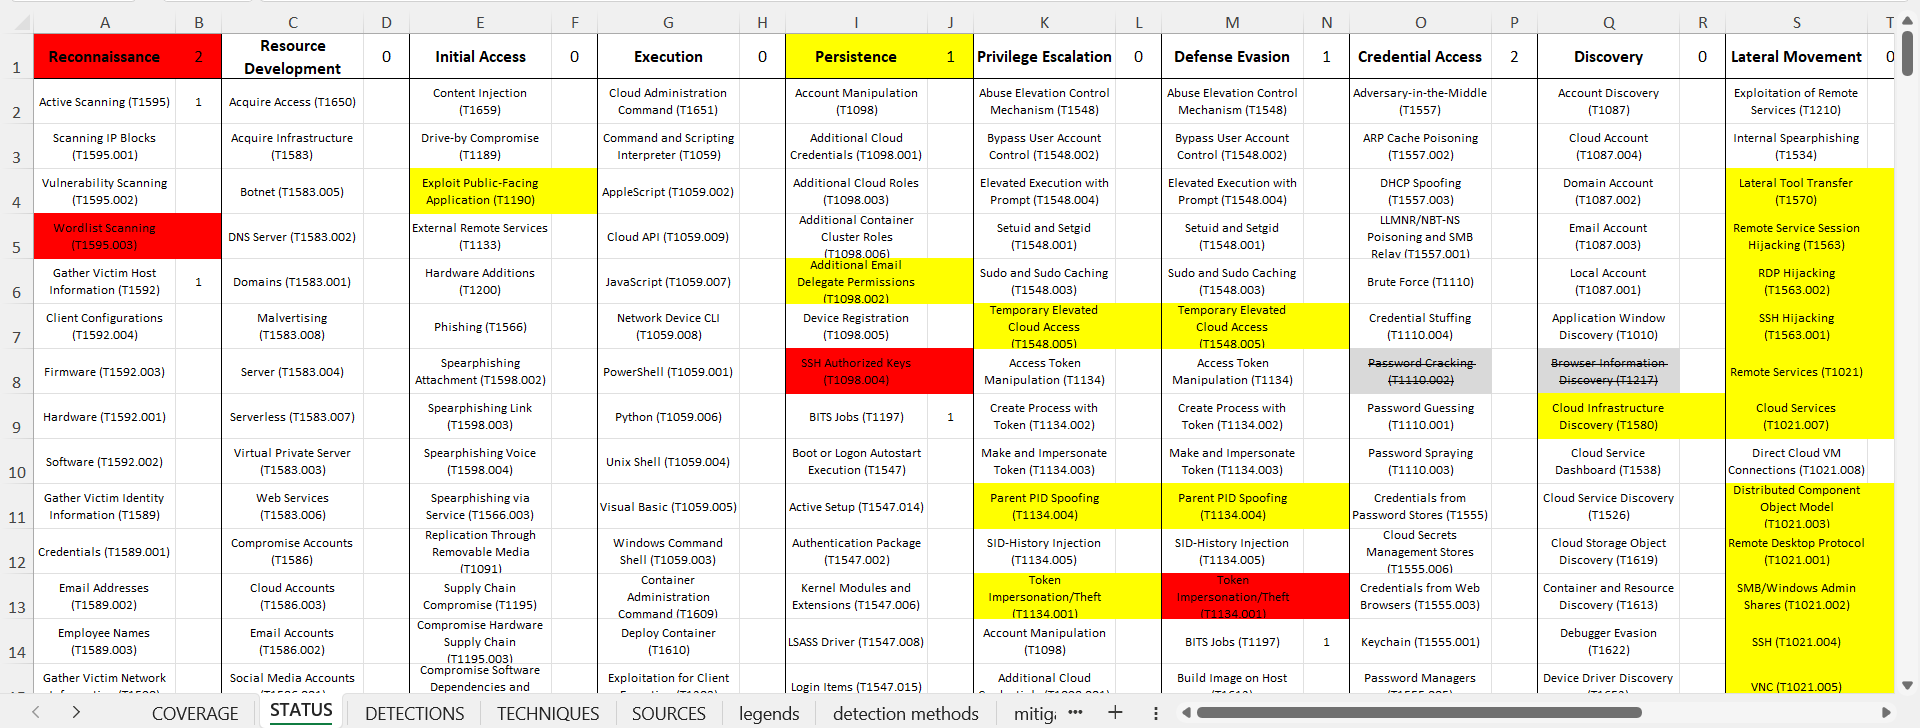 A B C D E F G H I J K L M N O P Q R S T
1 Reconnaissance 2 Resource Development 0 Initial Access 0 Execution 0 Persistence 1 Privilege Escalation 0 Defense Evasion 1 Credential Access 2 Discovery 0 Lateral Movement 0
2 Active Scanning (T1595) 1 Acquire Access (T1650) Content Injection (T1659) Cloud Administration Command (T1651) Account Manipulation (T1098) Abuse Elevation Control Mechanism (T1548) Abuse Elevation Control Mechanism (T1548) Adversary-in-the-Middle (T1557) Account Discovery (T1087) Exploitation of Remote Services (T1210)
3 Scanning IP Blocks (T1595.001) Acquire Infrastructure (T1583) Drive-by Compromise (T1189) Command and Scripting Interpreter (T1059) Additional Cloud Credentials (T1098.001) Bypass User Account Control (T1548.002) Bypass User Account Control (T1548.002) ARP Cache Poisoning (T1557.002) Cloud Account (T1087.004) Internal Spearphishing (T1534)
4 Vulnerability Scanning (T1595.002) Botnet (T1583.005) Exploit Public-Facing Application (T1190) AppleScript (T1059.002) Additional Cloud Roles (T1098.003) Elevated Execution with Prompt (T1548.004) Elevated Execution with Prompt (T1548.004) DHCP Spoofing (T1557.003) Domain Account (T1087.002) Lateral Tool Transfer (T1570)
5 Wordlist Scanning (T1595.003) DNS Server (T1583.002) External Remote Services (T1133) Cloud API (T1059.009) Additional Container Cluster Roles (T1098.006) Setuid and Setgid (T1548.001) Setuid and Setgid (T1548.001) LLMNR/NBT-NS Poisoning and SMB Relay (T1557.001) Email Account (T1087.003) Remote Service Session Hijacking (T1563)
6 Gather Victim Host Information (T1592) 1 Domains (T1583.001) Hardware Additions (T1200) JavaScript (T1059.007) Additional Email Delegate Permissions (T1098.002) Sudo and Sudo Caching (T1548.003) Sudo and Sudo Caching (T1548.003) Brute Force (T1110) Local Account (T1087.001) RDP Hijacking (T1563.002)
7 Client Configurations (T1592.004) Malvertising (T1583.008) Phishing (T1566) Network Device CLI (T1059.008) Device Registration (T1098.005) Temporary Elevated Cloud Access (T1548.005) Temporary Elevated Cloud Access (T1548.005) Credential Stuffing (T1110.004) Application Window Discovery (T1010) SSH Hijacking (T1563.001)
8 Firmware (T1592.003) Server (T1583.004) Spearphishing Attachment (T1598.002) PowerShell (T1059.001) SSH Authorized Keys (T1098.004) Access Token Manipulation (T1134) Access Token Manipulation (T1134) Password Cracking (T1110.002) Browser Information Discovery (T1217) Remote Services (T1021)
9 Hardware (T1592.001) Serverless (T1583.007) Spearphishing Link (T1598.003) Python (T1059.006) BITS Jobs (T1197) 1 Create Process with Token (T1134.002) Create Process with Token (T1134.002) Password Guessing (T1110.001) Cloud Infrastructure Discovery (T1580) Cloud Services (T1021.007)
10 Software (T1592.002) Virtual Private Server (T1583.003) Spearphishing Voice (T1598.004) Unix Shell (T1059.004) Boot or Logon Autostart Execution (T1547) Make and Impersonate Token (T1134.003) Make and Impersonate Token (T1134.003) Password Spraying (T1110.003) Cloud Service Dashboard (T1538) Direct Cloud VM Connections (T1021.008)
11 Gather Victim Identity Information (T1589) Web Services (T1583.006) Spearphishing via Service (T1566.003) Visual Basic (T1059.005) Active Setup (T1547.014) Parent PID Spoofing (T1134.004) Parent PID Spoofing (T1134.004) Credentials from Password Stores (T1555) Cloud Service Discovery (T1526) Distributed Component Object Model (T1021.003)
12 Credentials (T1589.001) Compromise Accounts (T1586) Replication Through Removable Media (T1091) Windows Command Shell (T1059.003) Authentication Package (T1547.002) SID-History Injection (T1134.005) SID-History Injection (T1134.005) Cloud Secrets Management Stores (T1555.006) Cloud Storage Object Discovery (T1619) Remote Desktop Protocol (T1021.001)
13 Email Addresses (T1589.002) Cloud Accounts (T1586.003) Supply Chain Compromise (T1195) Container Administration Command (T1609) Kernel Modules and Extensions (T1547.006) Token Impersonation/Theft (T1134.001) Token Impersonation/Theft (T1134.001) Credentials from Web Browsers (T1555.003) Container and Resource Discovery (T1613) SMB/Windows Admin Shares (T1021.002)
14 Employee Names (T1589.003) Email Accounts (T1586.002) Compromise Hardware Supply Chain (T1195.003) Deploy Container (T1610) LSASS Driver (T1547.008) Account Manipulation (T1098) BITS Jobs (T1197) 1 Keychain (T1555.001) Debugger Evasion (T1622) SSH (T1021.004)
Gather Victim Network Social Media Accounts Compromise Software Dependencies and Exploitation for Client Login Items (T1547.015) Additional Cloud Build Image on Host Password Managers Device Driver Discovery VNC (T1021.005)
COVERAGE STATUS DETECTIONS TECHNIQUES SOURCES legends detection methods mitig